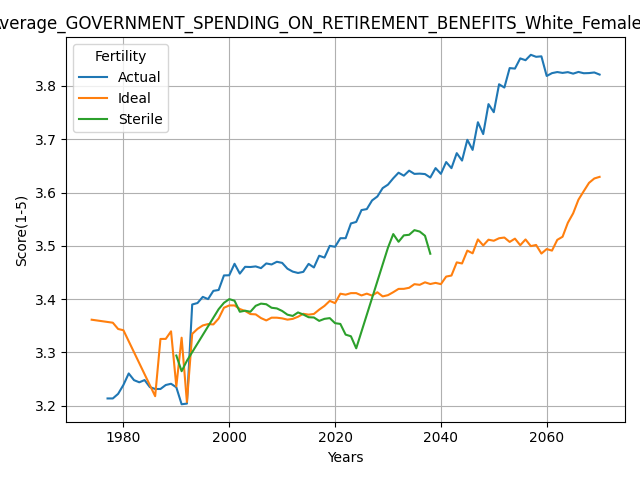 verage_GOVERNMENT_SPENDING_ON_RETIREMENT_BENEFITS_White_Female
Fertility
Actual
Ideal
Sterile
3.8
3.7
3.6
3.5
3.4
3.3
3.2
Score(1-5)
1980 2000 2020 2040 2060
Years